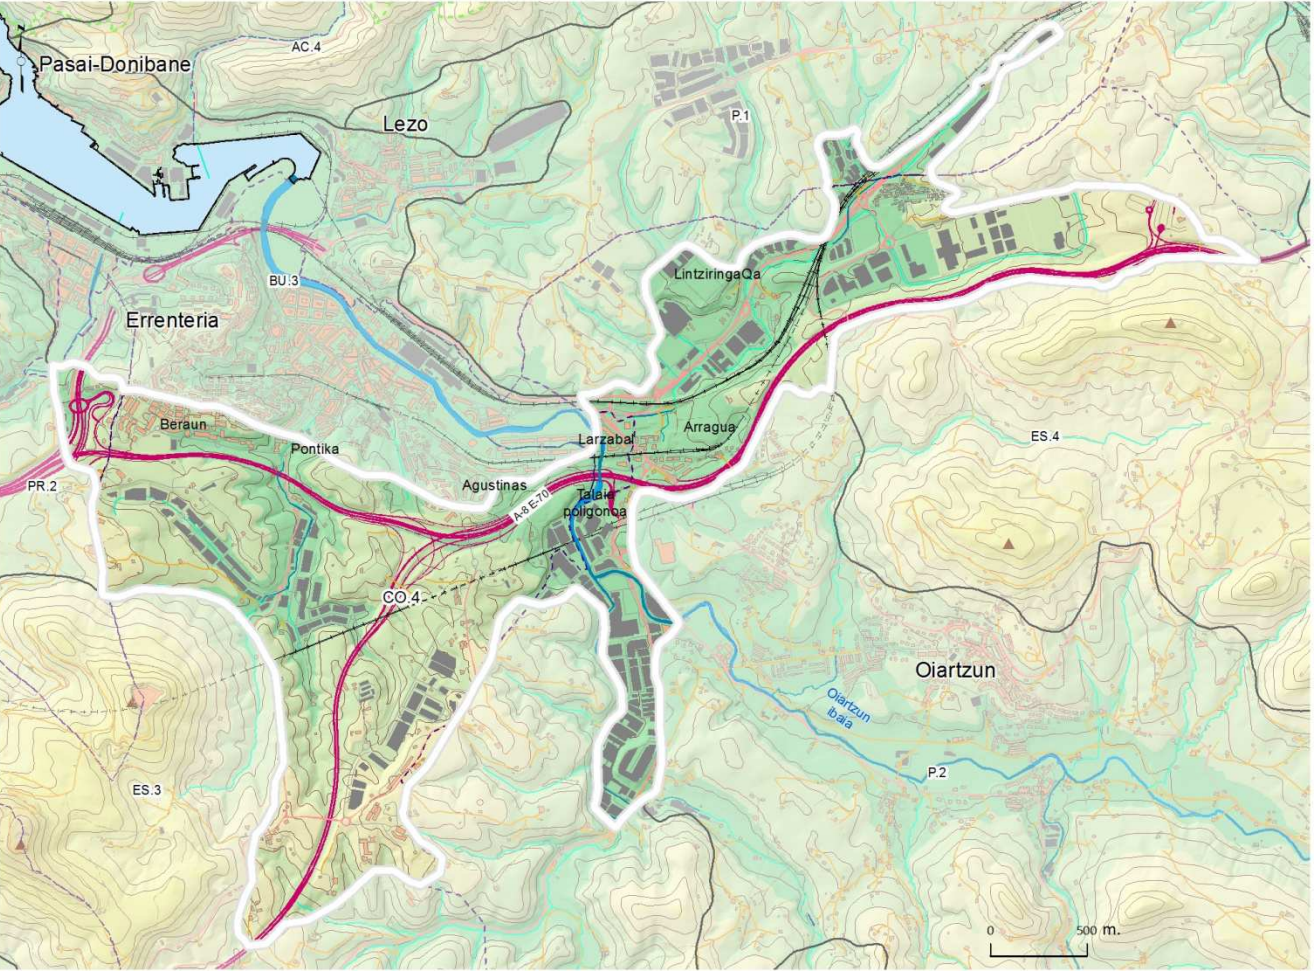 AC.4
Pasai-Donibane
P.1
Lezo
LintziringaQa
BU.3
Errenteria
Beraun
Larzabal
Arragua
ES.4
Pontika
PR.2
Agustinas
A-8 E-70
Talaia
poligonoa
CO.4
Oiartzun
Oiartzun
ibaia
P.2
ES.3
0
500 m.